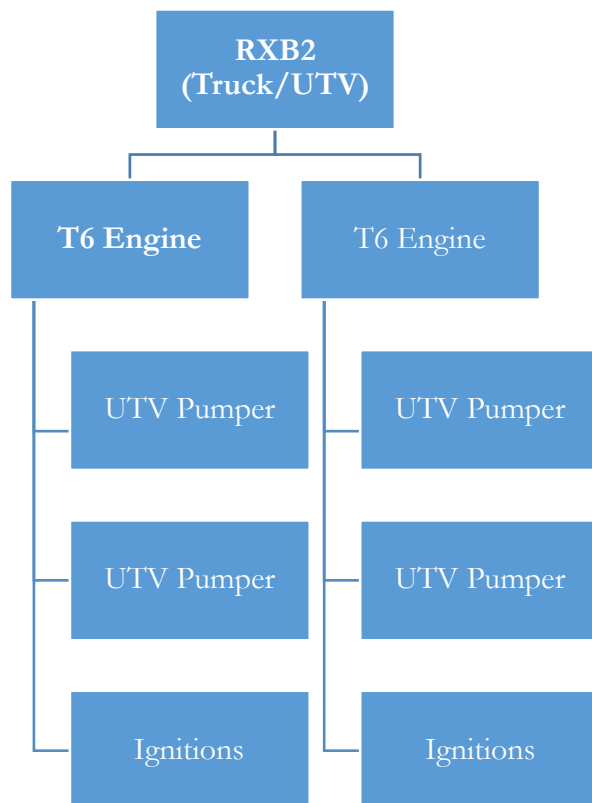 RXB2
(Truck/UTV)
T6 Engine
T6 Engine
UTV Pumper
UTV Pumper
UTV Pumper
UTV Pumper
Ignitions
Ignitions